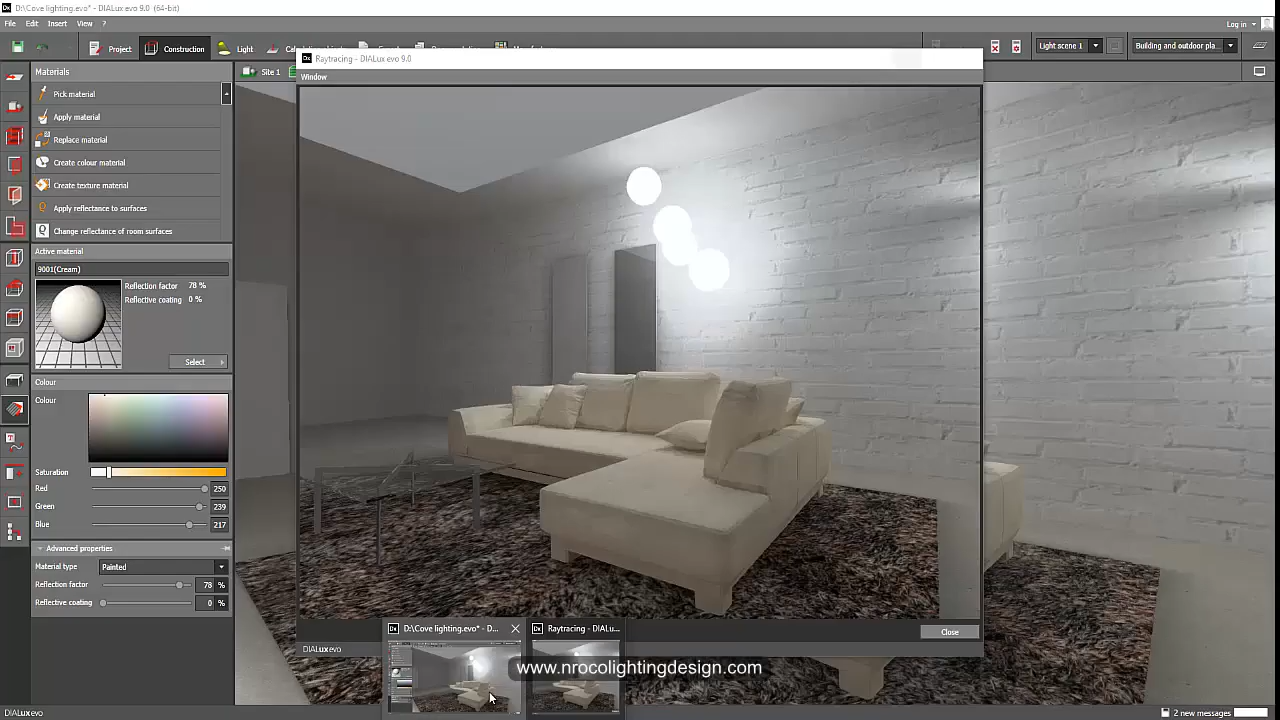 D:\Cove lighting.evo* - DIALux evo 9.0 (64-bit)
File Edit Insert View ?
Log in
Project
Construction
Light
Light scene 1
Building and outdoor pla...
Materials
Site 1
Raytracing - DIALux evo 9.0
Window
Pick material
Apply material
Replace material
Create colour material
Create texture material
Apply reflectance to surfaces
Change reflectance of room surfaces
Active material
9001(Cream)
Reflection factor 78 %
Reflective coating 0 %
Select
Colour
Colour
Saturation
Red 250
Green 239
Blue 217
Advanced properties
Material type Painted
Reflection factor 78 %
Reflective coating 0 %
D:\Cove lighting.evo* - D...
Raytracing - DIALu...
Close
DIALux evo
www.nrocolightingdesign.com
DIALux evo
2 new messages